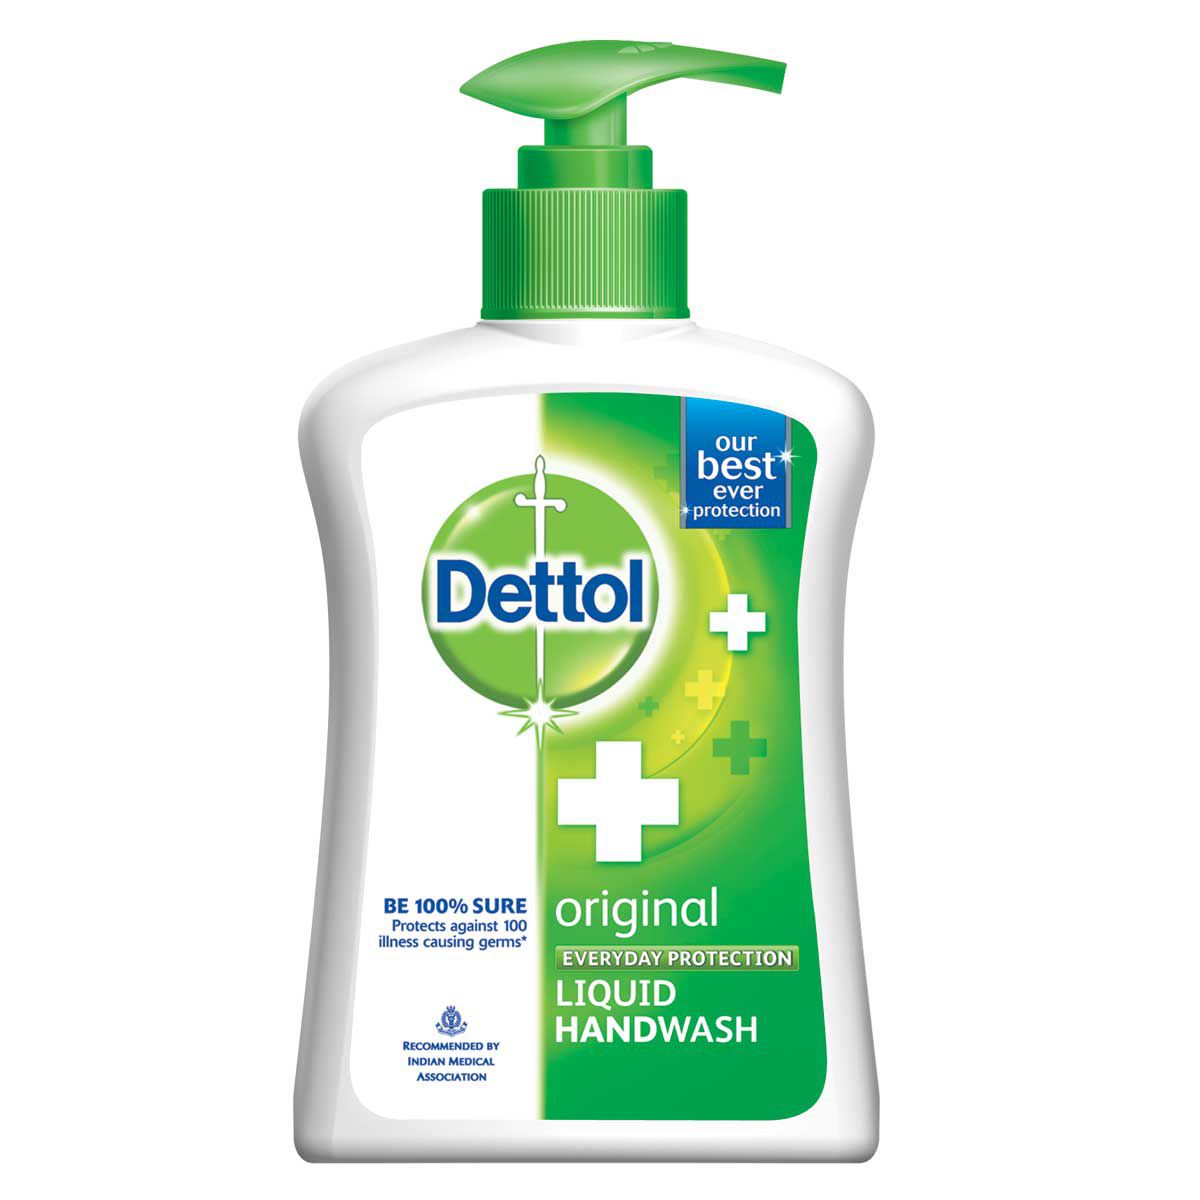 our
best
ever
protection
Dettol
BE 100% SURE
Protects against 100
illness causing germs*
original
EVERYDAY PROTECTION
LIQUID
HANDWASH
RECOMMENDED BY
INDIAN MEDICAL
ASSOCIATION